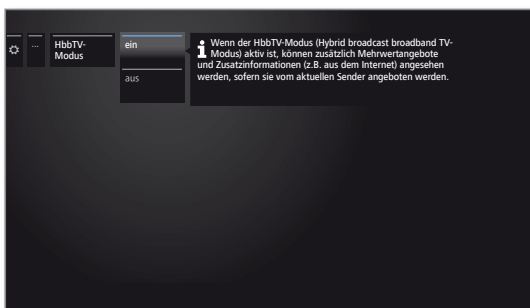 ...
HbbTV-
Modus
ein
aus
i Wenn der HbbTV-Modus (Hybrid broadcast broadband TV-
Modus) aktiv ist, können zusätzlich Mehrwertangebote
und Zusatzinformationen (z.B. aus dem Internet) angesehen
werden, sofern sie vom aktuellen Sender angeboten werden.